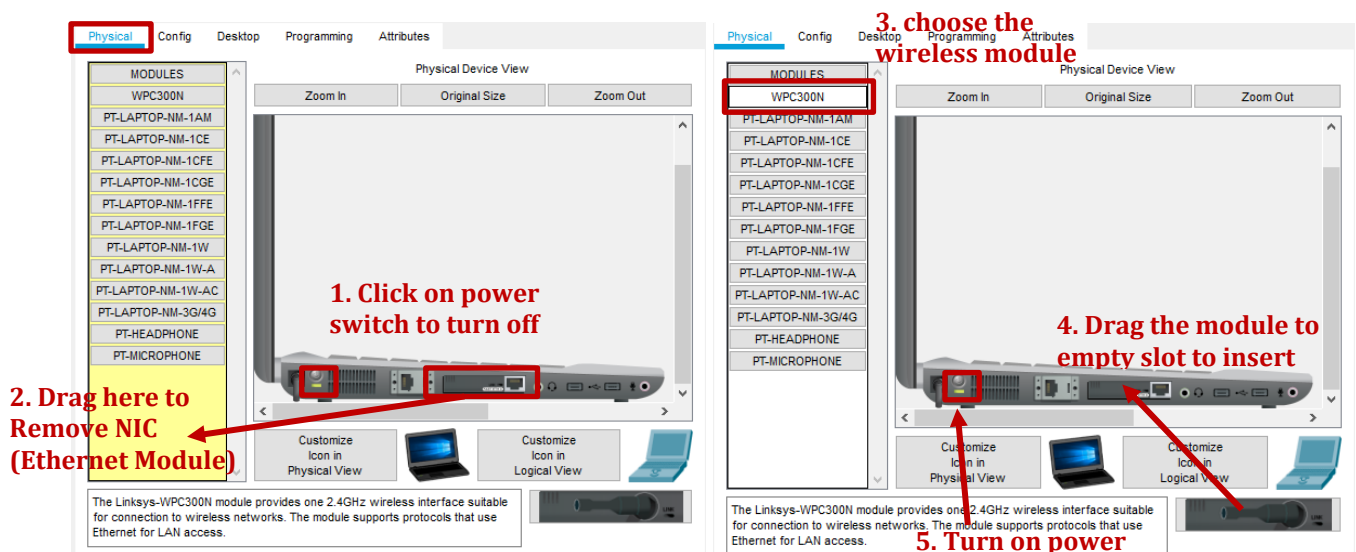 Physical Config Desktop Programming Attributes
MODULES
WPC300N
PT-LAPTOP-NM-1AM
PT-LAPTOP-NM-1CE
PT-LAPTOP-NM-1CFE
PT-LAPTOP-NM-1CGE
PT-LAPTOP-NM-1FFE
PT-LAPTOP-NM-1FGE
PT-LAPTOP-NM-1W
PT-LAPTOP-NM-1W-A
PT-LAPTOP-NM-1W-AC
PT-LAPTOP-NM-3G/4G
PT-HEADPHONE
PT-MICROPHONE
Physical Device View
Zoom In Original Size Zoom Out
1. Click on power
switch to turn off
2. Drag here to
Remove NIC
(Ethernet Module)
Customize
Icon in
Physical View
Customize
Icon in
Logical View
The Linksys-WPC300N module provides one 2.4GHz wireless interface suitable
for connection to wireless networks. The module supports protocols that use
Ethernet for LAN access.
LINK
3. choose the
wireless module
Physical Config Desktop Programming Attributes
MODULES
WPC300N
PT-LAPTOP-NM-1AM
PT-LAPTOP-NM-1CE
PT-LAPTOP-NM-1CFE
PT-LAPTOP-NM-1CGE
PT-LAPTOP-NM-1FFE
PT-LAPTOP-NM-1FGE
PT-LAPTOP-NM-1W
PT-LAPTOP-NM-1W-A
PT-LAPTOP-NM-1W-AC
PT-LAPTOP-NM-3G/4G
PT-HEADPHONE
PT-MICROPHONE
Physical Device View
Zoom In Original Size Zoom Out
4. Drag the module to
empty slot to insert
Customize
Icon in
Physical View
Customize
Icon in
Logical View
The Linksys-WPC300N module provides one 2.4GHz wireless interface suitable
for connection to wireless networks. The module supports protocols that use
Ethernet for LAN access.
LINK
5. Turn on power